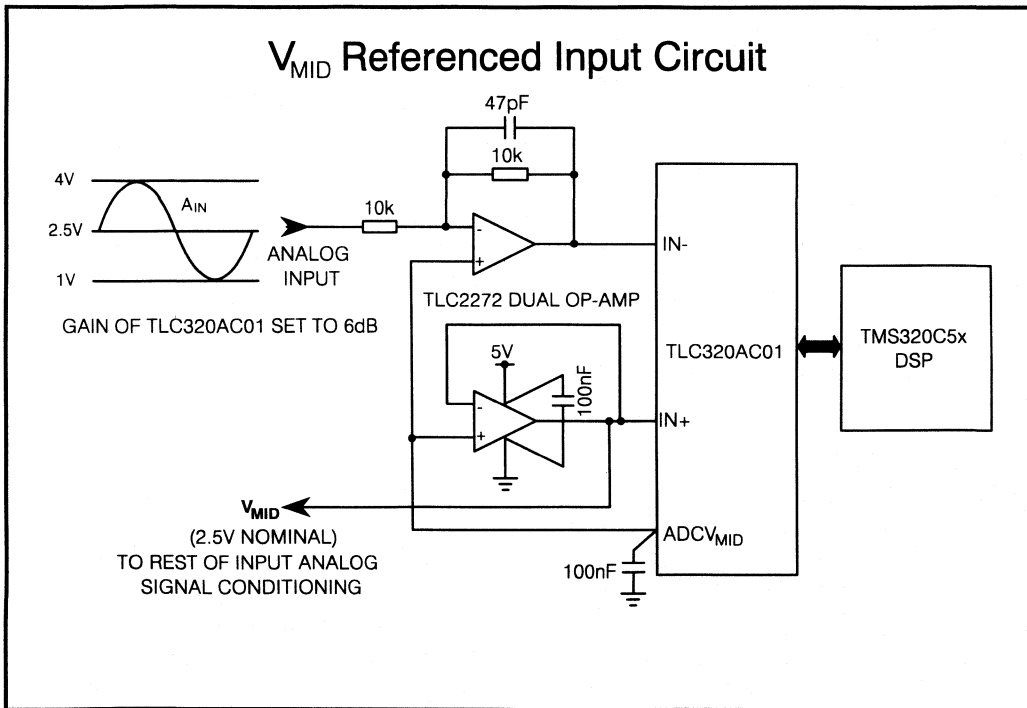 VMID Referenced Input Circuit
47pF
10k
4V
AIN
2.5V
1V
10k
ANALOG
INPUT
-
+
IN-
TLC2272 DUAL OP-AMP
GAIN OF TLC320AC01 SET TO 6dB
5V
100nF
-
+
TLC320AC01
TMS320C5x
DSP
IN+
VMID
(2.5V NOMINAL)
TO REST OF INPUT ANALOG
SIGNAL CONDITIONING
ADCVMID
100nF